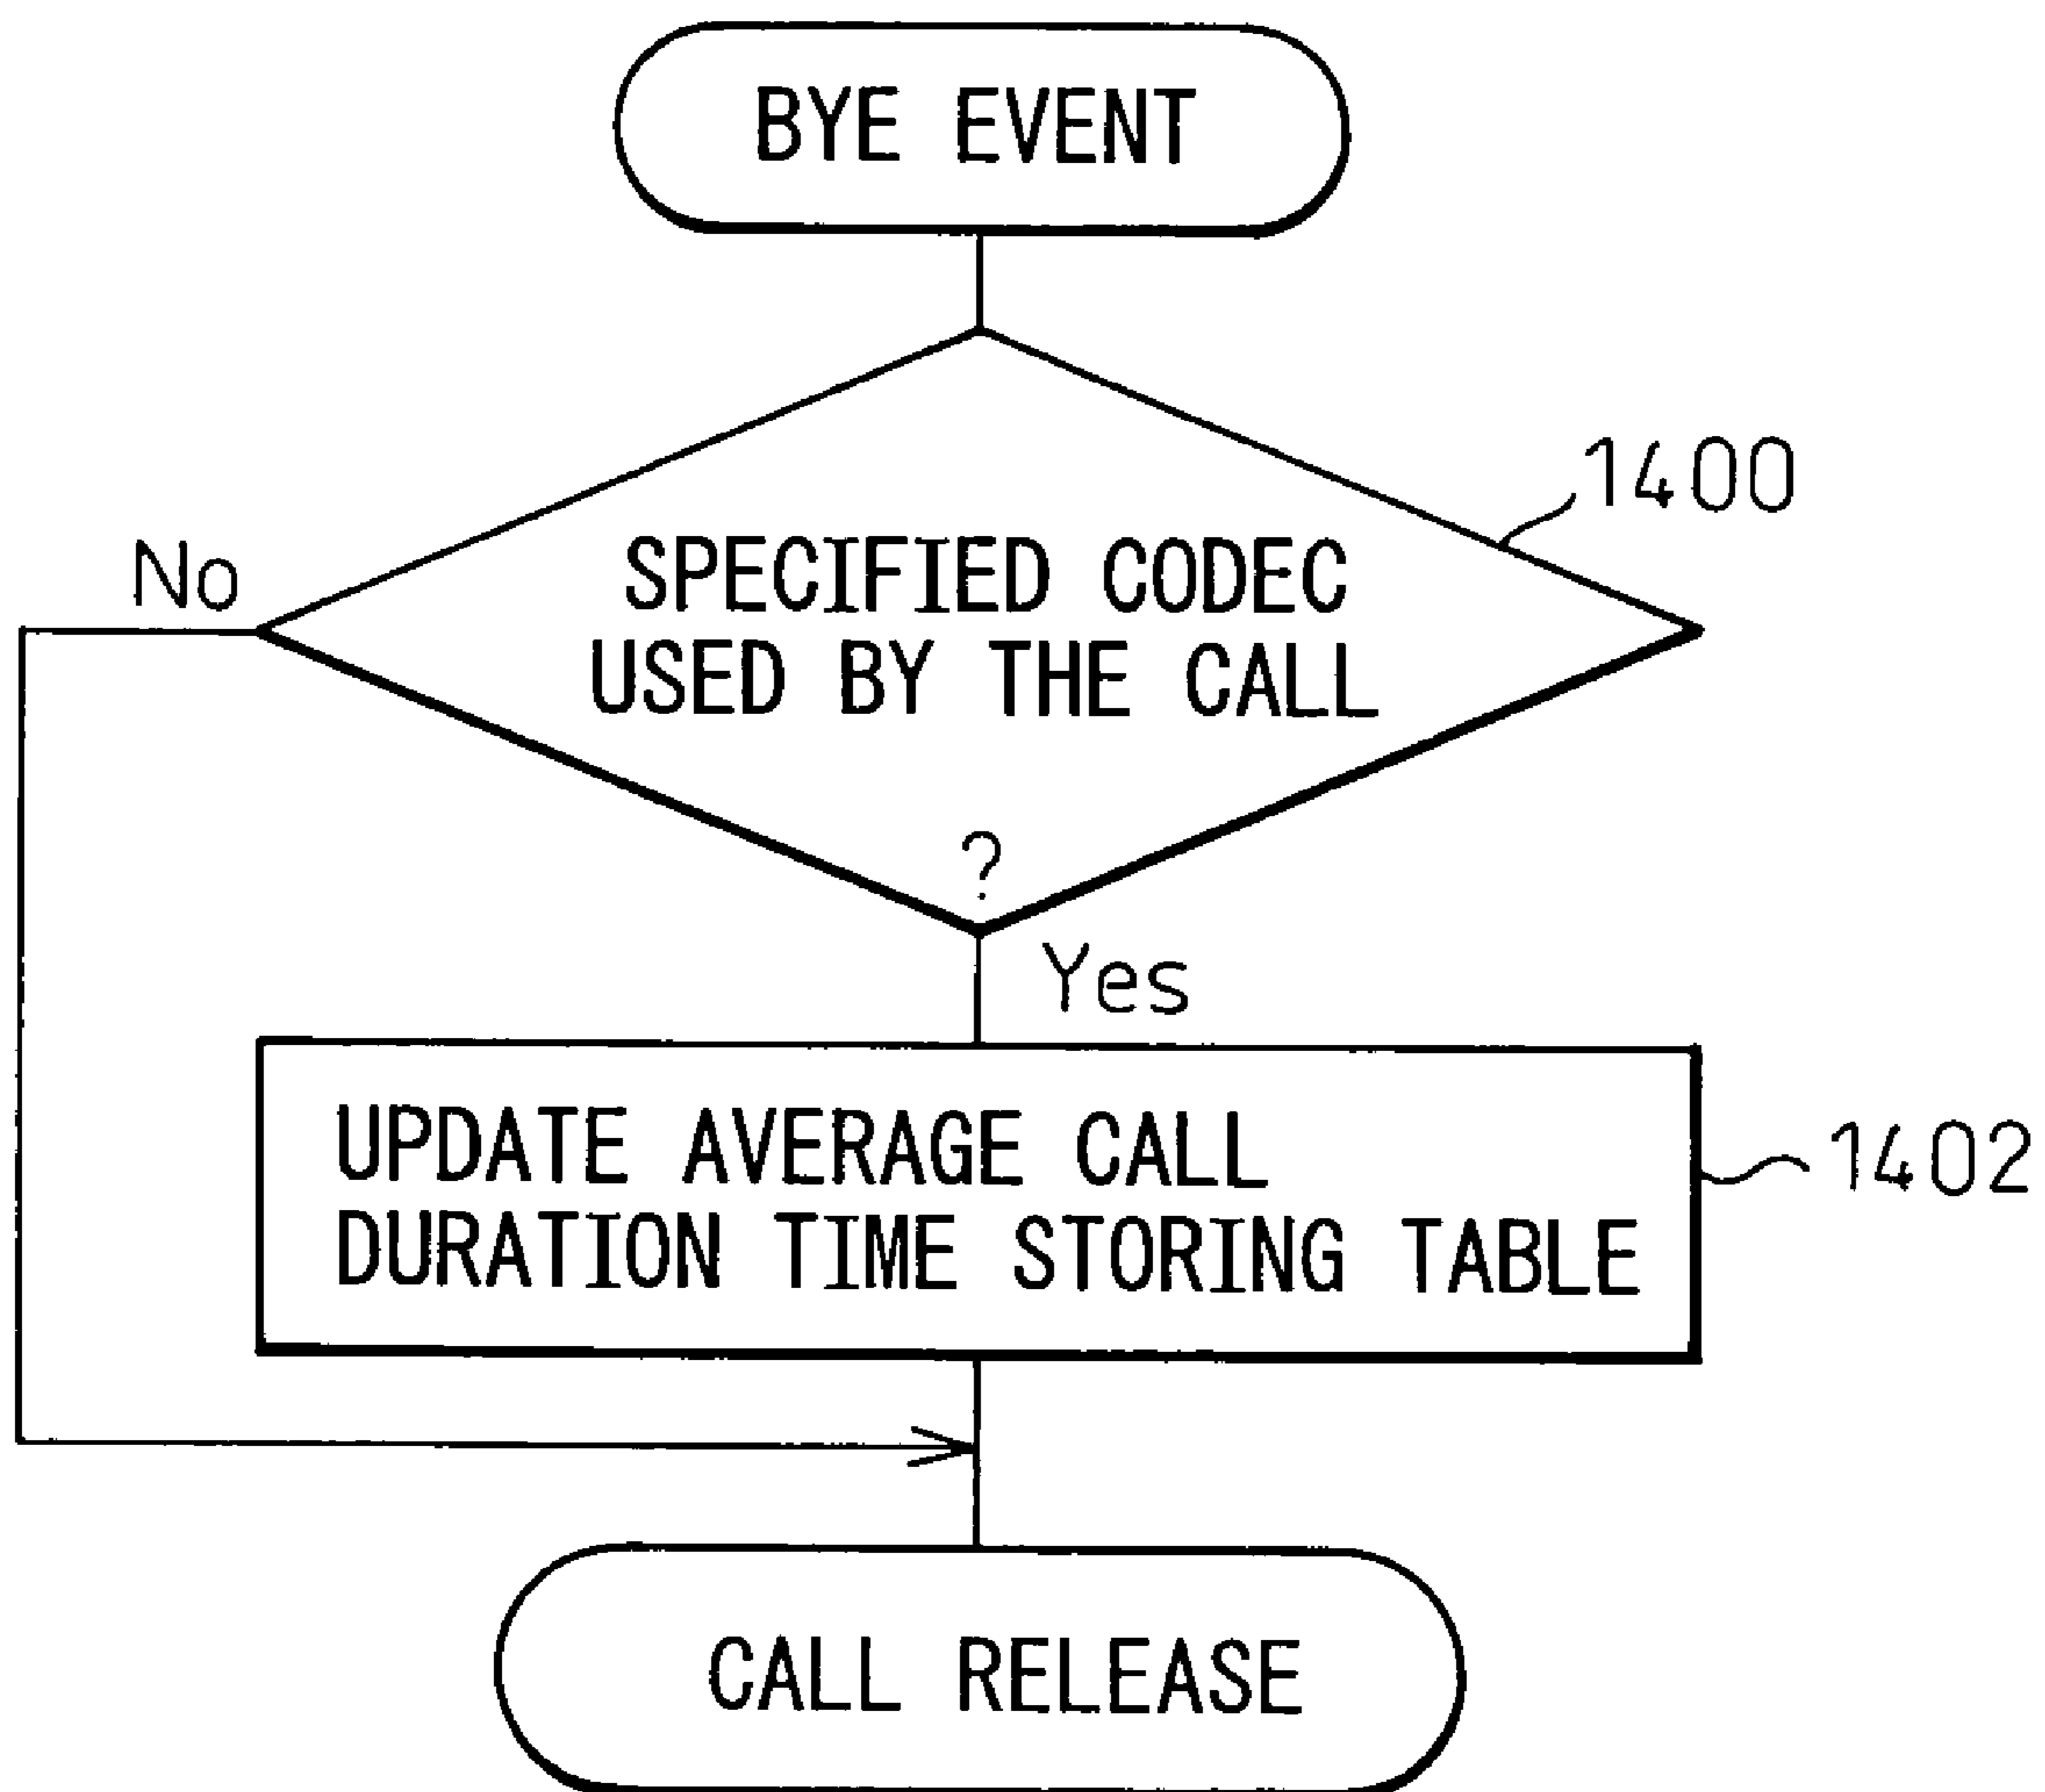 BYE EVENT
1400
No
SPECIFIED CODEC
USED BY THE CALL
?
Yes
UPDATE AVERAGE CALL
DURATION TIME STORING TABLE
1402
CALL RELEASE